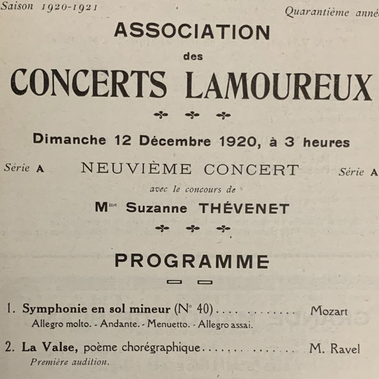 Saison 1920-1921 Quarantième anné
ASSOCIATION
des
CONCERTS LAMOUREUX
Dimanche 12 Décembre 1920, à 3 heures
Série A NEUVIÈME CONCERT Série A
avec le concours de
Mme Suzanne THÉVENET
PROGRAMME
1. Symphonie en sol mineur (N° 40) .............. Mozart
Allegro molto. - Andante. - Menuetto. - Allegro assai.
2. La Valse, poème chorégraphique .............. M. Ravel
Première audition.